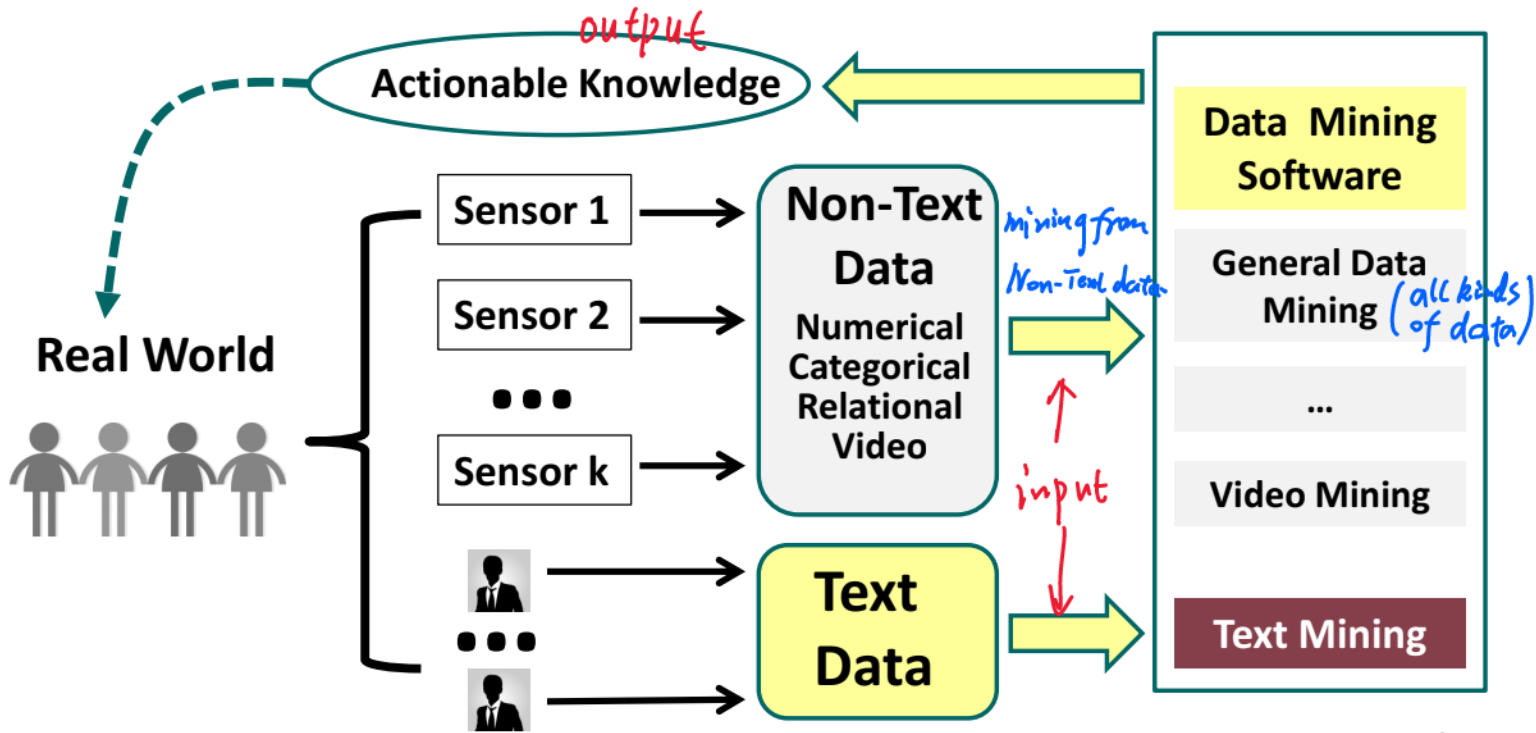 output
Actionable Knowledge
Real World
Sensor 1
Sensor 2
Sensor k
Non-Text
Data
Numerical
Categorical
Relational
Video
Text
Data
mining from
Non-Text data
input
Data Mining
Software
General Data
Mining (all kinds
of data)
...
Video Mining
Text Mining